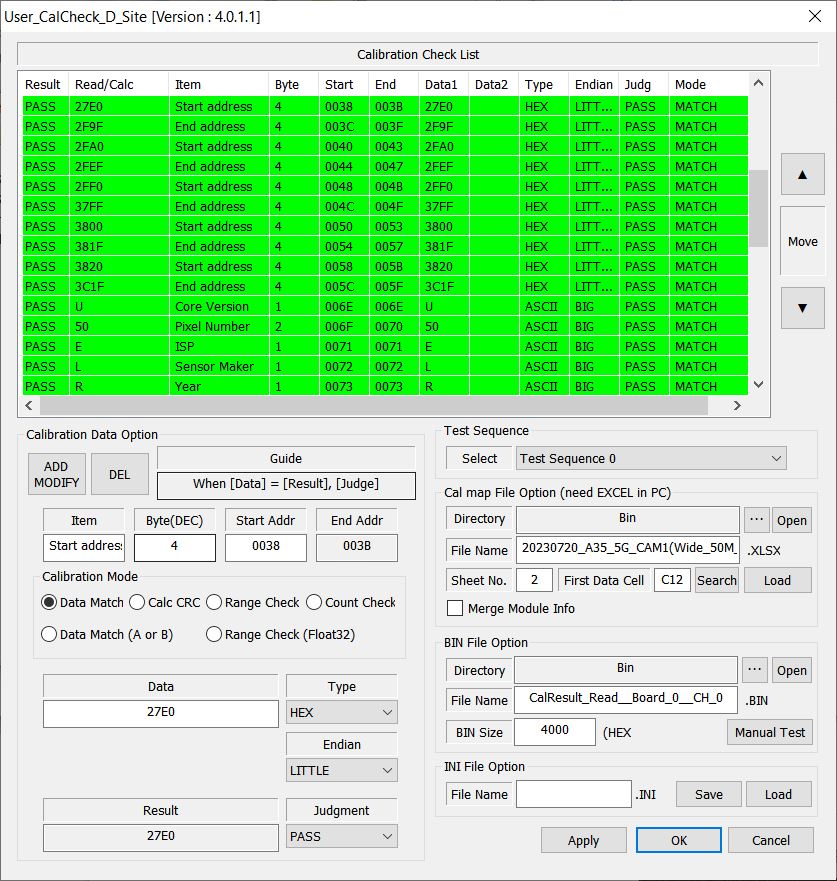 User_CalCheck_D_Site [Version : 4.0.1.1]
Calibration Check List
Result Read/Calc Item Byte Start End Data1 Data2 Type Endian Judg Mode
PASS 27E0 Start address 4 0038 003B 27E0 HEX LITT... PASS MATCH
PASS 2F9F End address 4 003C 003F 2F9F HEX LITT... PASS MATCH
PASS 2FA0 Start address 4 0040 0043 2FA0 HEX LITT... PASS MATCH
PASS 2FEF End address 4 0044 0047 2FEF HEX LITT... PASS MATCH
PASS 2FF0 Start address 4 0048 004B 2FF0 HEX LITT... PASS MATCH
PASS 37FF End address 4 004C 004F 37FF HEX LITT... PASS MATCH
PASS 3800 Start address 4 0050 0053 3800 HEX LITT... PASS MATCH
PASS 381F End address 4 0054 0057 381F HEX LITT... PASS MATCH
PASS 3820 Start address 4 0058 005B 3820 HEX LITT... PASS MATCH
PASS 3C1F End address 4 005C 005F 3C1F HEX LITT... PASS MATCH
PASS U Core Version 1 006E 006E U ASCII BIG PASS MATCH
PASS 50 Pixel Number 2 006F 0070 50 ASCII BIG PASS MATCH
PASS E ISP 1 0071 0071 E ASCII BIG PASS MATCH
PASS L Sensor Maker 1 0072 0072 L ASCII BIG PASS MATCH
PASS R Year 1 0073 0073 R ASCII BIG PASS MATCH
▲
Move
▼
Calibration Data Option
ADD
MODIFY
DEL
Guide
When [Data] = [Result], [Judge]
Item Byte(DEC) Start Addr End Addr
Start address 4 0038 003B
Calibration Mode
Data Match Calc CRC Range Check Count Check
Data Match (A or B) Range Check (Float32)
Data Type
27E0 HEX
Endian
LITTLE
Result Judgment
27E0 PASS
Test Sequence
Select Test Sequence 0
Cal map File Option (need EXCEL in PC)
Directory Bin ... Open
File Name 20230720_A35_5G_CAM1(Wide_50M_ .XLSX
Sheet No. 2 First Data Cell C12 Search Load
Merge Module Info
BIN File Option
Directory Bin ... Open
File Name CalResult_Read__Board_0__CH_0 .BIN
BIN Size 4000 (HEX Manual Test
INI File Option
File Name .INI Save Load
Apply OK Cancel